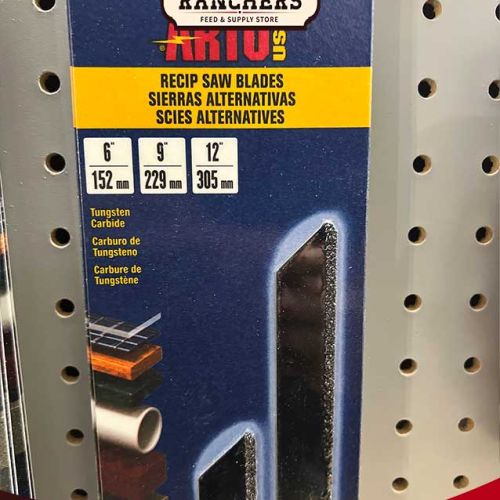 RANCHERS
FEED & SUPPLY STORE
ARTU
USA
®
RECIP SAW BLADES
SIERRAS ALTERNATIVAS
SCIES ALTERNATIVES
6" 9" 12"
152 mm 229 mm 305 mm
Tungsten
Carbide
Carburo de
Tungsteno
Carbure de
Tungstène